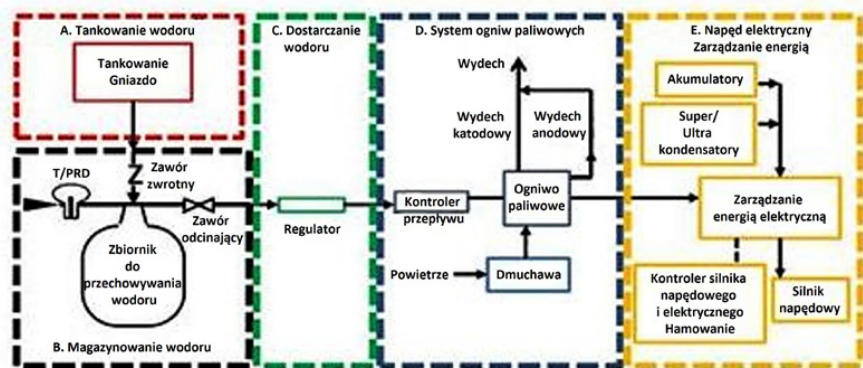 A. Tankowanie wodoru
Tankowanie
Gniazdo
T/PRD
Zawór
zwrotny
Zawór
odcinający
Zbiornik
do
przechowywania
wodoru
B. Magazynowanie wodoru
C. Dostarczanie
wodoru
Regulator
D. System ogniw paliwowych
Wydech
Wydech
katodowy
Wydech
anodowy
Kontroler
przepływu
Ogniwo
paliwowe
Powietrze
Dmuchawa
E. Napęd elektryczny
Zarządzanie energią
Akumulatory
Super/
Ultra
kondensatory
Zarządzanie
energią elektryczną
Kontroler silnika
napędowego
i elektrycznego
Hamowanie
Silnik
napędowy